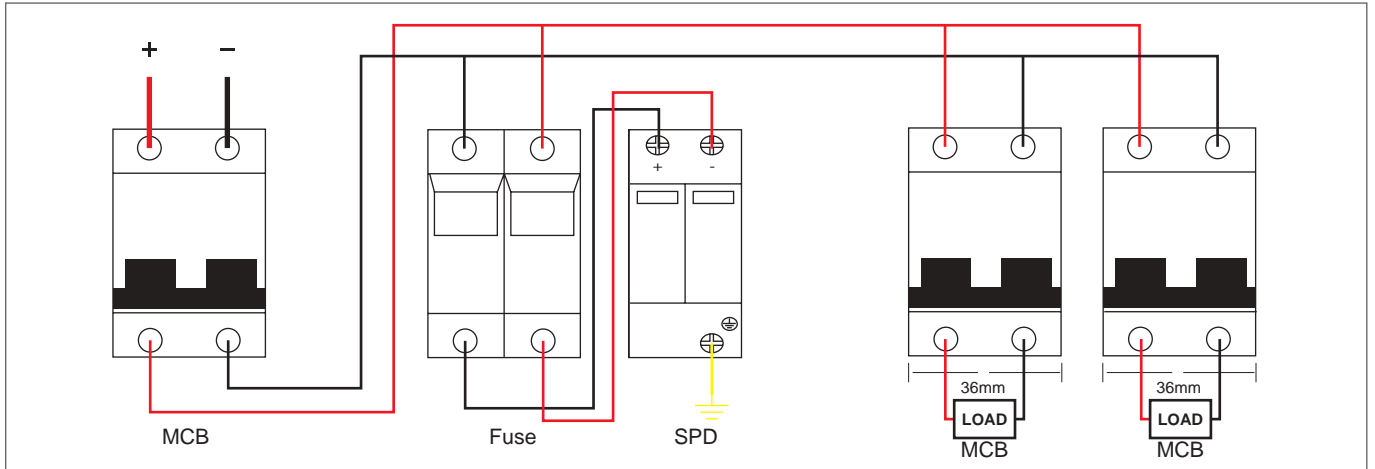 + −
+ -
36mm 36mm
LOAD LOAD
MCB Fuse SPD
MCB MCB